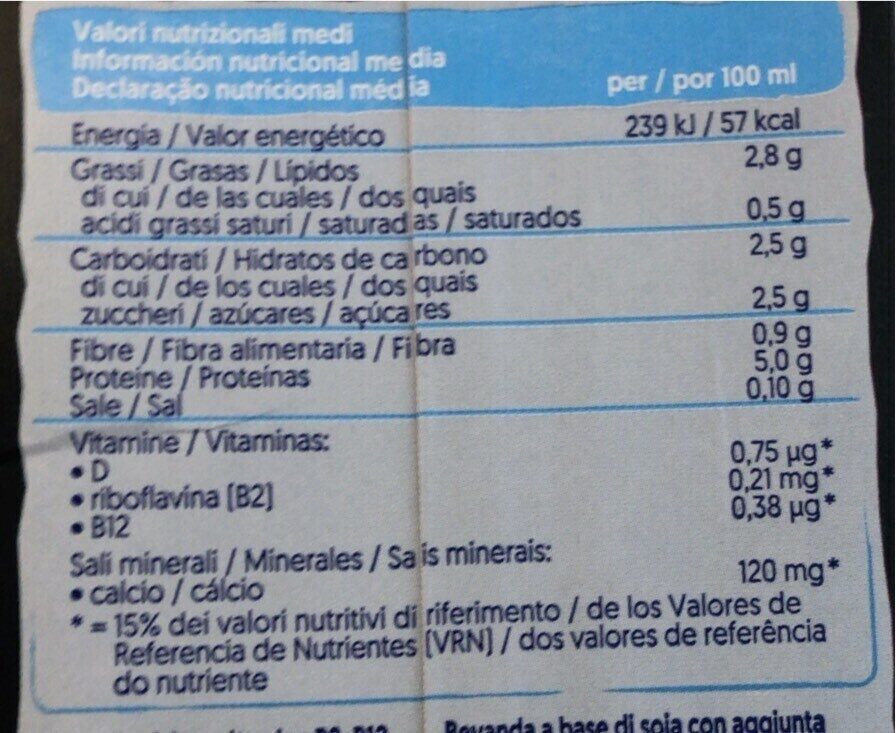 Valori nutrizionali medi
Información nutricional media
Declaração nutricional média per / por 100 ml
Energia / Valor energético 239 kJ / 57 kcal
Grassi / Grasas / Lípidos 2,8 g
di cui / de las cuales / dos quais
acidi grassi saturi / saturadas / saturados 0,5 g
Carboidrati / Hidratos de carbono 2,5 g
di cui / de los cuales / dos quais
zuccheri / azúcares / açúcares 2,5 g
Fibre / Fibra alimentaria / Fibra 0,9 g
Proteine / Proteínas 5,0 g
Sale / Sal 0,10 g
Vitamine / Vitaminas:
• D 0,75 µg*
• riboflavina (B2) 0,21 mg*
• B12 0,38 µg*
Sali minerali / Minerales / Sais minerais:
• calcio / cálcio 120 mg*
* = 15% dei valori nutritivi di riferimento / de los Valores de
Referencia de Nutrientes (VRN) / dos valores de referência
do nutriente
Bevanda a base di soia con aggiunta